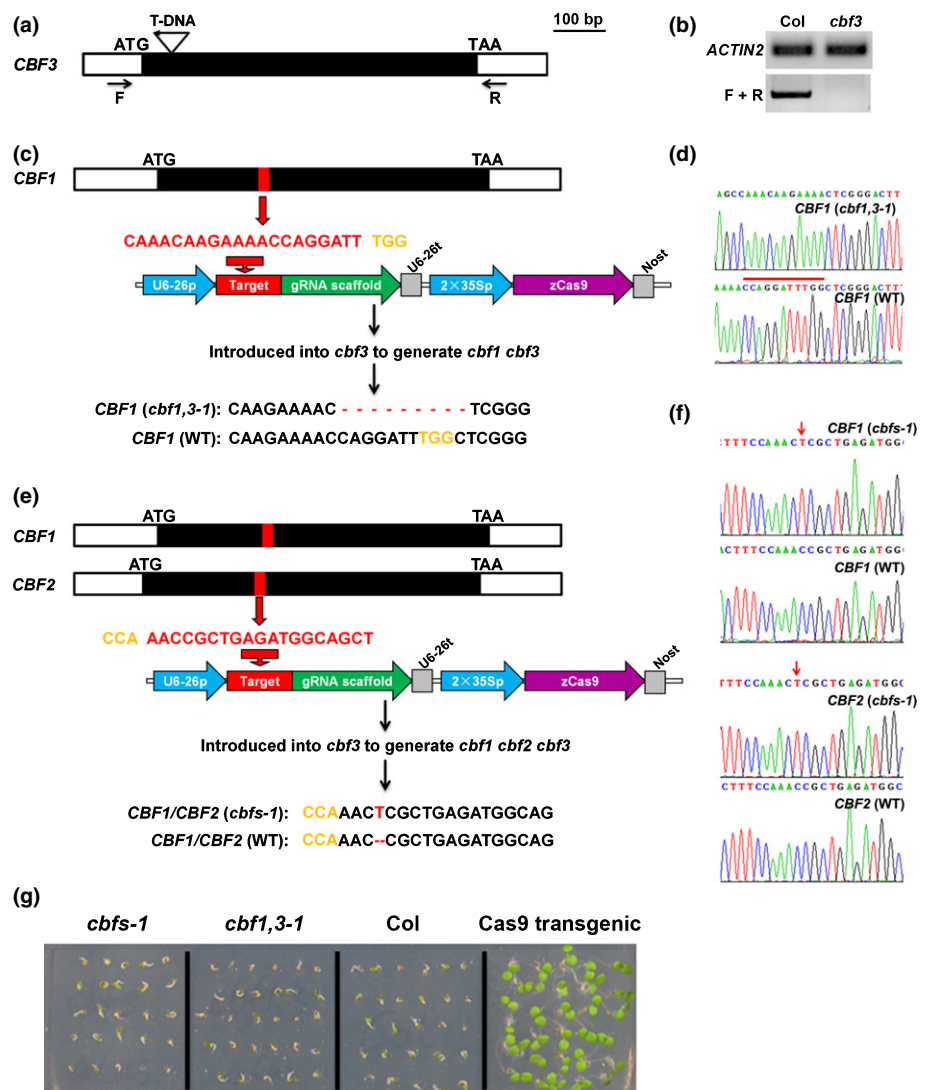 (a)
T-DNA
100 bp
ATG
TAA
CBF3
F
R
(b)
Col cbf3
ACTIN2
F + R
(c)
ATG
TAA
CBF1
CAAACAAGAAAACCAGGATT TGG
U6-26p
Target
gRNA scaffold
U6-26t
2×35Sp
zCas9
Nost
Introduced into cbf3 to generate cbf1 cbf3
CBF1 (cbf1,3-1): CAAGAAAAC - - - - - - - - - TCGGG
CBF1 (WT): CAAGAAAACCAGGATTTGGCTCGGG
(d)
AGCCAAACAAGAAAACTCGGGACTT
CBF1 (cbf1,3-1)
AAAACCAGGATTTGGCTCGGGACTT
CBF1 (WT)
(e)
ATG
TAA
CBF1
ATG
TAA
CBF2
CCA AACCGCTGAGATGGCAGCT
U6-26p
Target
gRNA scaffold
U6-26t
2×35Sp
zCas9
Nost
Introduced into cbf3 to generate cbf1 cbf2 cbf3
CBF1/CBF2 (cbfs-1): CCAAACTCGCTGAGATGGCAG
CBF1/CBF2 (WT): CCAAAC--CGCTGAGATGGCAG
(f)
CBF1 (cbfs-1)
TTTCCAAACTCGCTGAGATGG
ACTTTCCAAACCGCTGAGATGG
CBF1 (WT)
TTTCCAAACTCGCTGAGATGGC
CBF2 (cbfs-1)
CTTTCCAAACCGCTGAGATGGC
CBF2 (WT)
(g)
cbfs-1
cbf1,3-1
Col
Cas9 transgenic